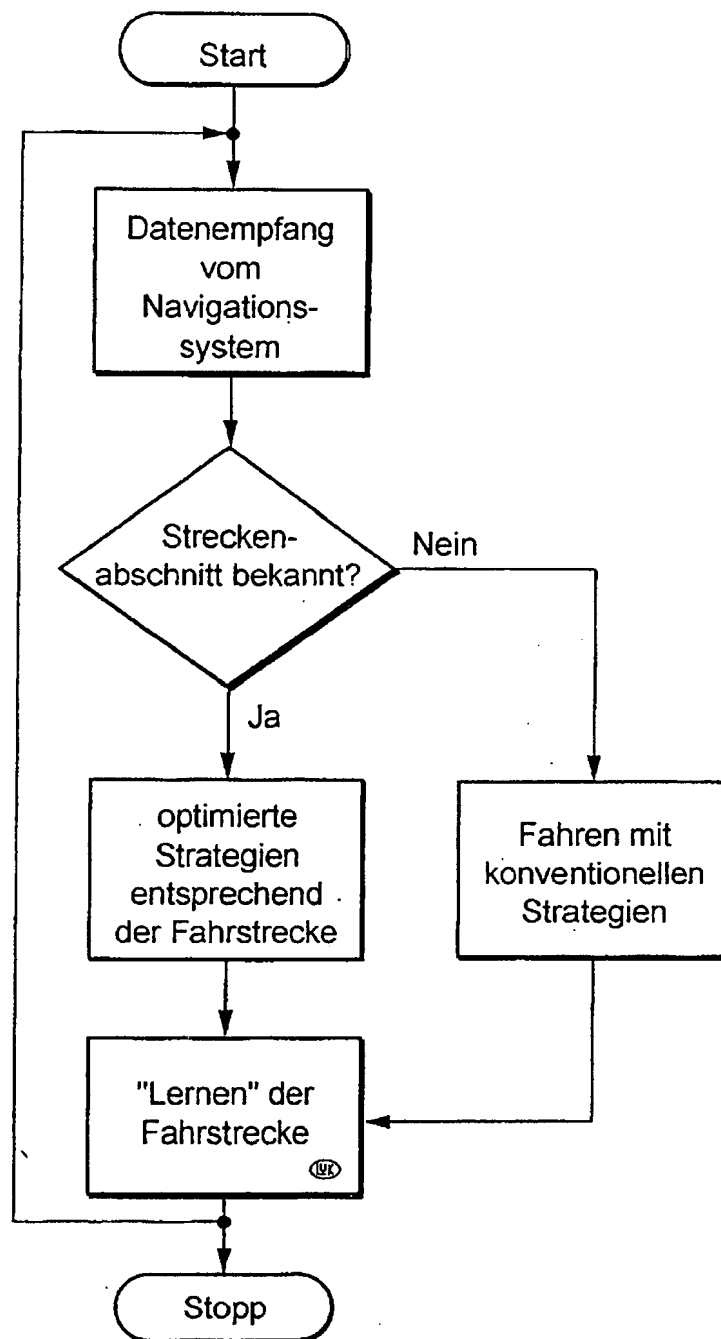 Start
Datenempfang
vom
Navigations-
system
Strecken-
abschnitt bekannt?
Nein
Ja
optimierte
Strategien
entsprechend
der Fahrstrecke
Fahren mit
konventionellen
Strategien
"Lernen" der
Fahrstrecke
LUK
Stopp